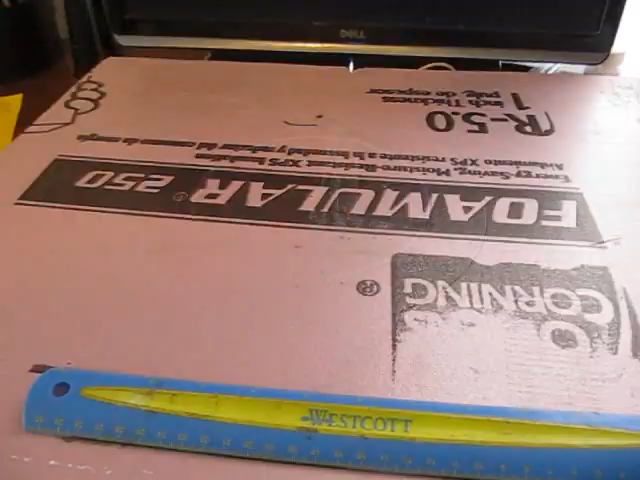 DELL
R-5.0
1 inch Thickness
pulg. de espesor
Energy-Saving, Moisture-Resistant XPS Insulation
Aislamiento XPS resistente a la humedad y reductor del consumo de energía
FOAMULAR® 250
CORNING
®
WESTCOTT